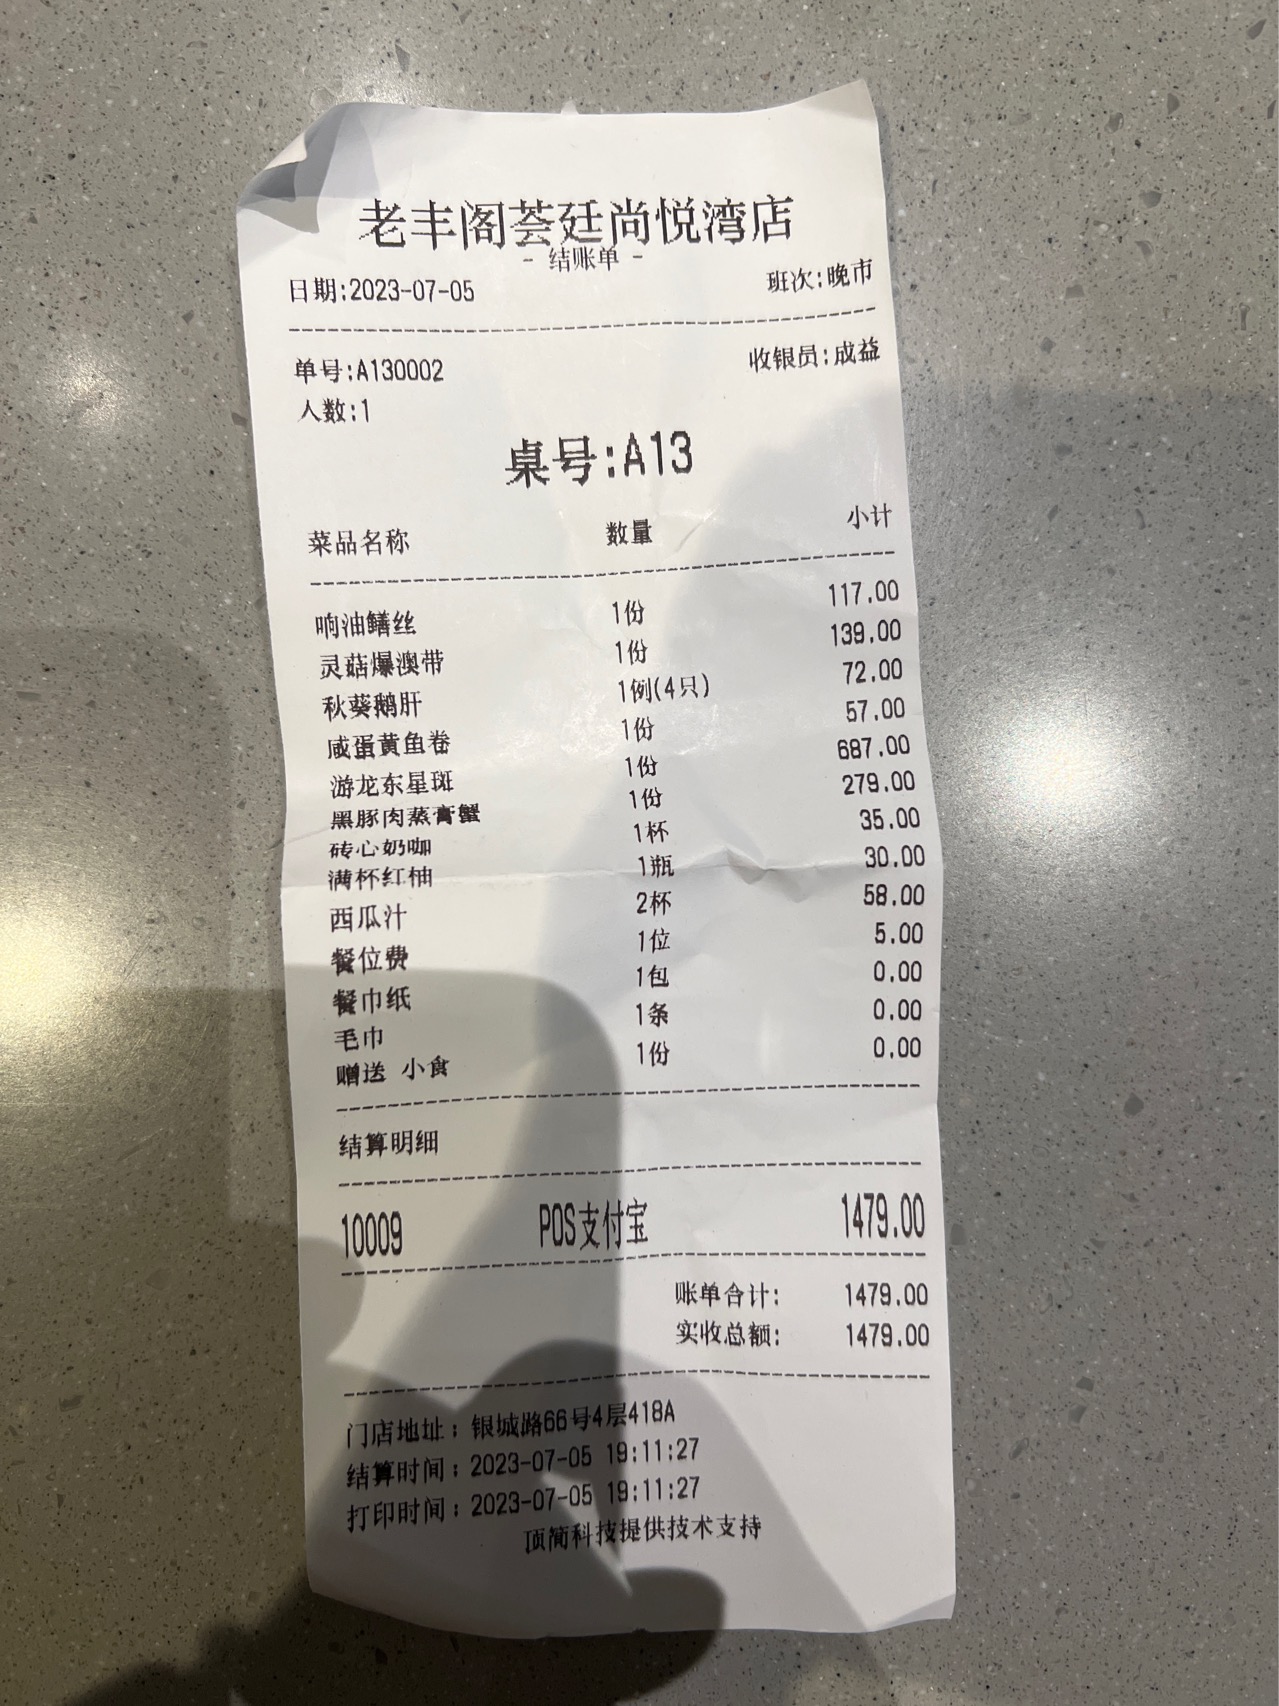 老丰阁荟廷尚悦湾店
- 结账单 -
日期:2023-07-05 班次:晚市
单号:A130002 收银员:成益
人数:1
桌号:A13
菜品名称 数量 小计
响油鳝丝 1份 117.00
灵菇爆澳带 1份 139.00
秋葵鹅肝 1例(4只) 72.00
咸蛋黄鱼卷 1份 57.00
游龙东星斑 1份 687.00
黑豚肉蒸膏蟹 1份 279.00
砖心奶咖 1杯 35.00
满杯红柚 1瓶 30.00
西瓜汁 2杯 58.00
餐位费 1位 5.00
餐巾纸 1包 0.00
毛巾 1条 0.00
赠送 小食 1份 0.00
结算明细
10009 POS支付宝 1479.00
账单合计: 1479.00
实收总额: 1479.00
门店地址：银城路66号4层418A
结算时间：2023-07-05 19:11:27
打印时间：2023-07-05 19:11:27
顶简科技提供技术支持